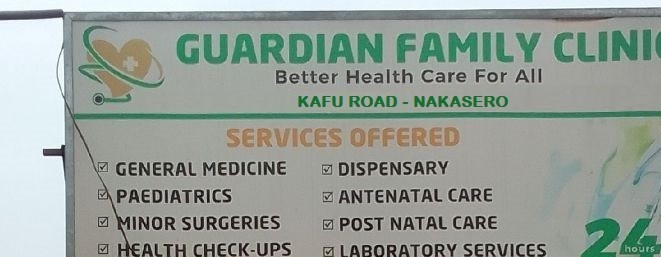 GUARDIAN FAMILY CLINIC
Better Health Care For All
KAFU ROAD - NAKASERO
SERVICES OFFERED
GENERAL MEDICINE
PAEDIATRICS
MINOR SURGERIES
HEALTH CHECK-UPS
DISPENSARY
ANTENATAL CARE
POST NATAL CARE
LABORATORY SERVICES
24 hours